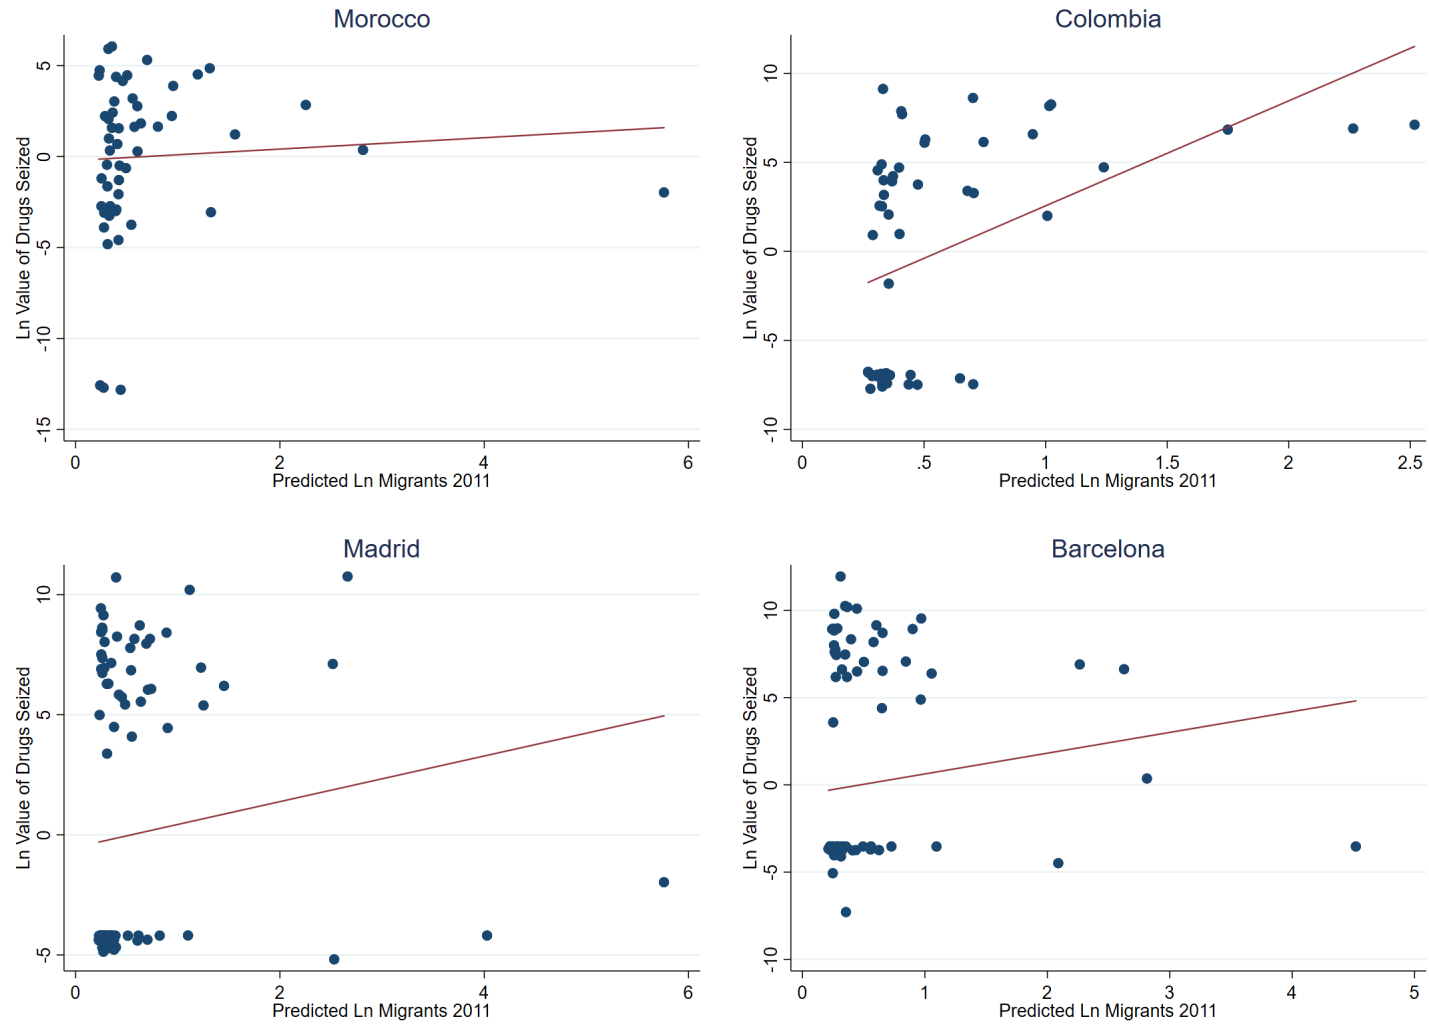 Morocco
Ln Value of Drugs Seized
5
0
-5
-10
-15
0 2 4 6
Predicted Ln Migrants 2011
Colombia
Ln Value of Drugs Seized
10
5
0
-5
-10
0 .5 1 1.5 2 2.5
Predicted Ln Migrants 2011
Madrid
Ln Value of Drugs Seized
10
5
0
-5
0 2 4 6
Predicted Ln Migrants 2011
Barcelona
Ln Value of Drugs Seized
10
5
0
-5
-10
0 1 2 3 4 5
Predicted Ln Migrants 2011